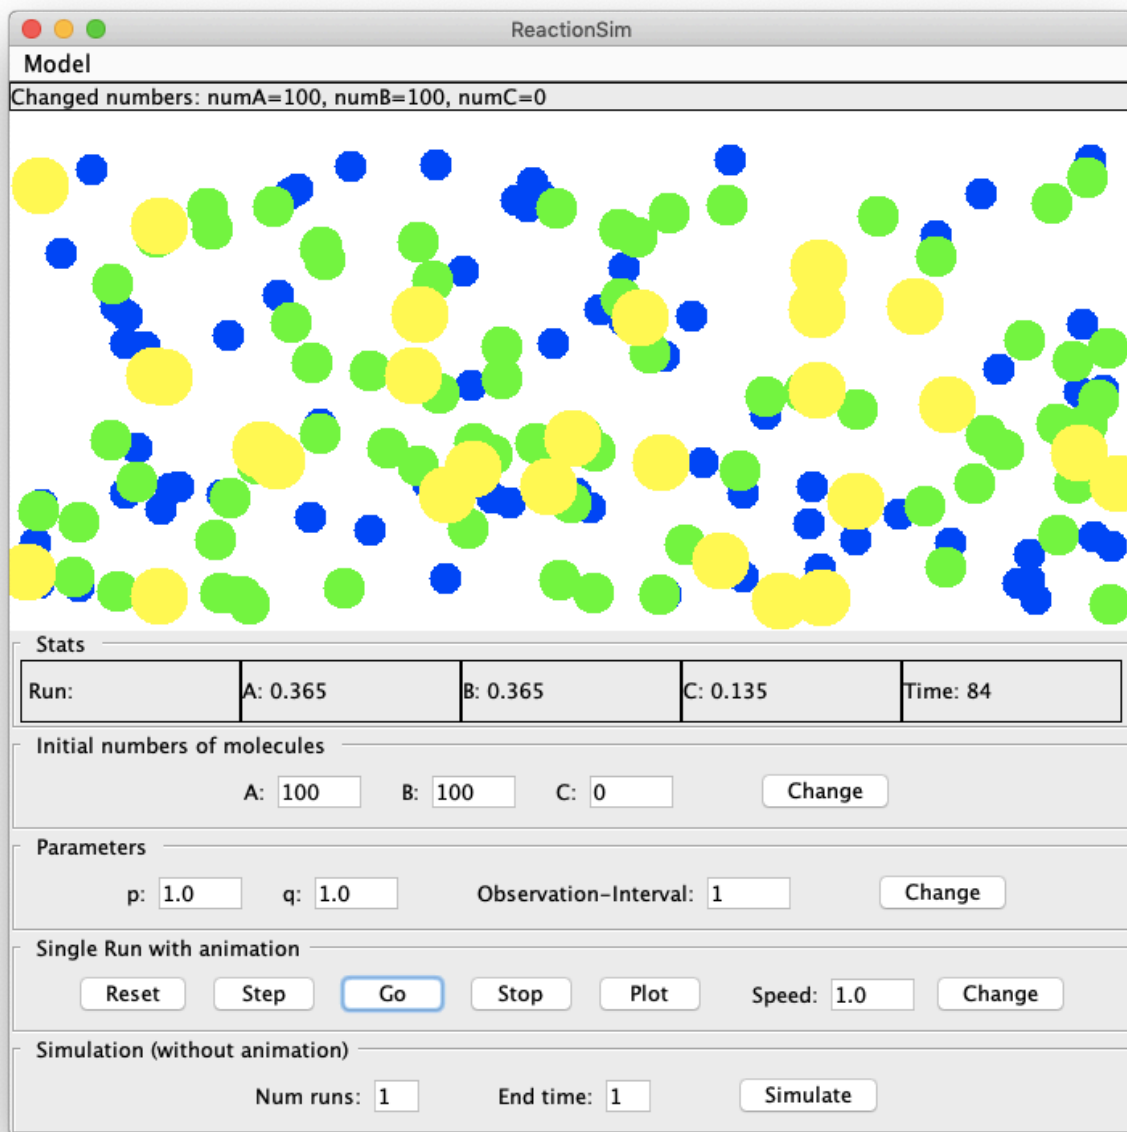 ReactionSim
Model
Changed numbers: numA=100, numB=100, numC=0
Stats
Run: A: 0.365 B: 0.365 C: 0.135 Time: 84
Initial numbers of molecules
A: 100 B: 100 C: 0 Change
Parameters
p: 1.0 q: 1.0 Observation-Interval: 1 Change
Single Run with animation
Reset Step Go Stop Plot Speed: 1.0 Change
Simulation (without animation)
Num runs: 1 End time: 1 Simulate